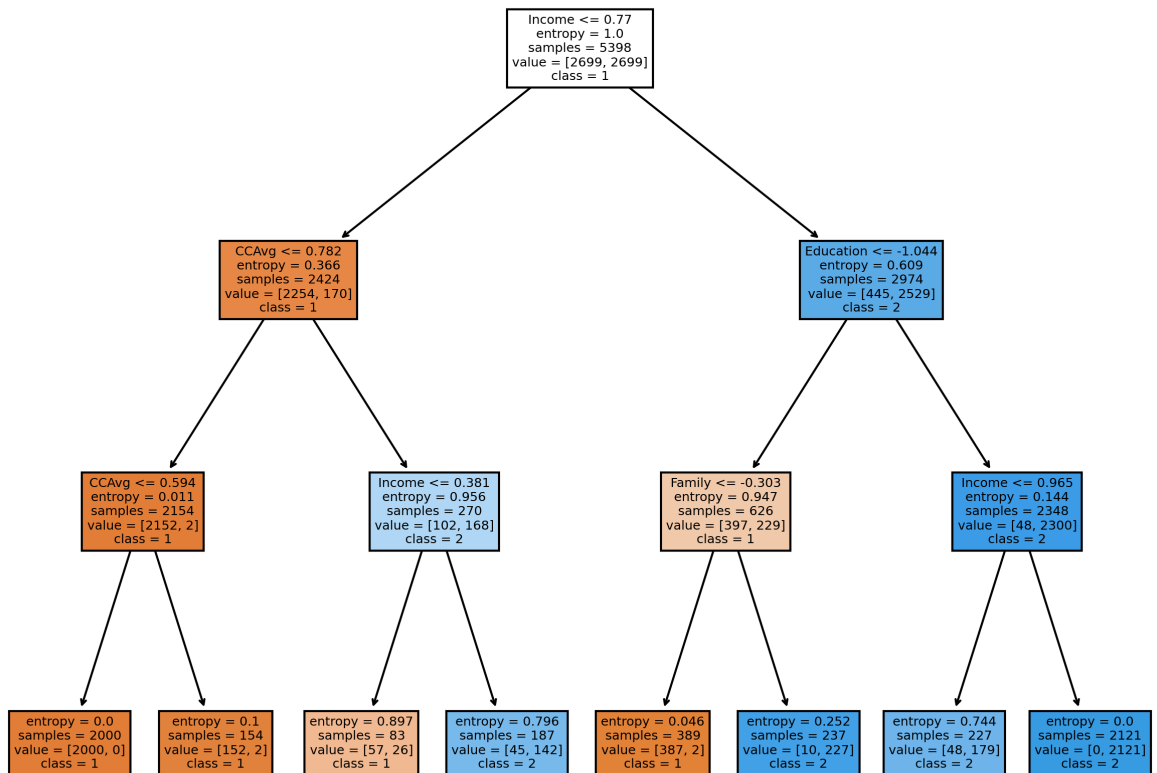 Income <= 0.77
entropy = 1.0
samples = 5398
value = [2699, 2699]
class = 1
CCAvg <= 0.782
entropy = 0.366
samples = 2424
value = [2254, 170]
class = 1
Education <= -1.044
entropy = 0.609
samples = 2974
value = [445, 2529]
class = 2
CCAvg <= 0.594
entropy = 0.011
samples = 2154
value = [2152, 2]
class = 1
Income <= 0.381
entropy = 0.956
samples = 270
value = [102, 168]
class = 2
Family <= -0.303
entropy = 0.947
samples = 626
value = [397, 229]
class = 1
Income <= 0.965
entropy = 0.144
samples = 2348
value = [48, 2300]
class = 2
entropy = 0.0
samples = 2000
value = [2000, 0]
class = 1
entropy = 0.1
samples = 154
value = [152, 2]
class = 1
entropy = 0.897
samples = 83
value = [57, 26]
class = 1
entropy = 0.796
samples = 187
value = [45, 142]
class = 2
entropy = 0.046
samples = 389
value = [387, 2]
class = 1
entropy = 0.252
samples = 237
value = [10, 227]
class = 2
entropy = 0.744
samples = 227
value = [48, 179]
class = 2
entropy = 0.0
samples = 2121
value = [0, 2121]
class = 2